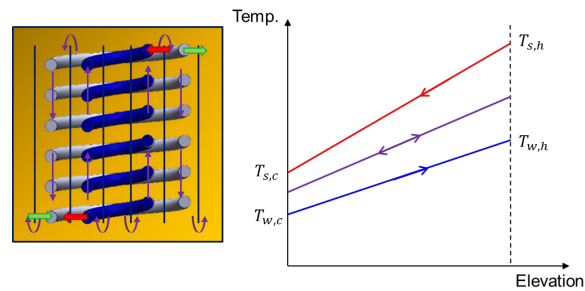 Temp.
T_{s,h}
T_{w,h}
T_{s,c}
T_{w,c}
Elevation